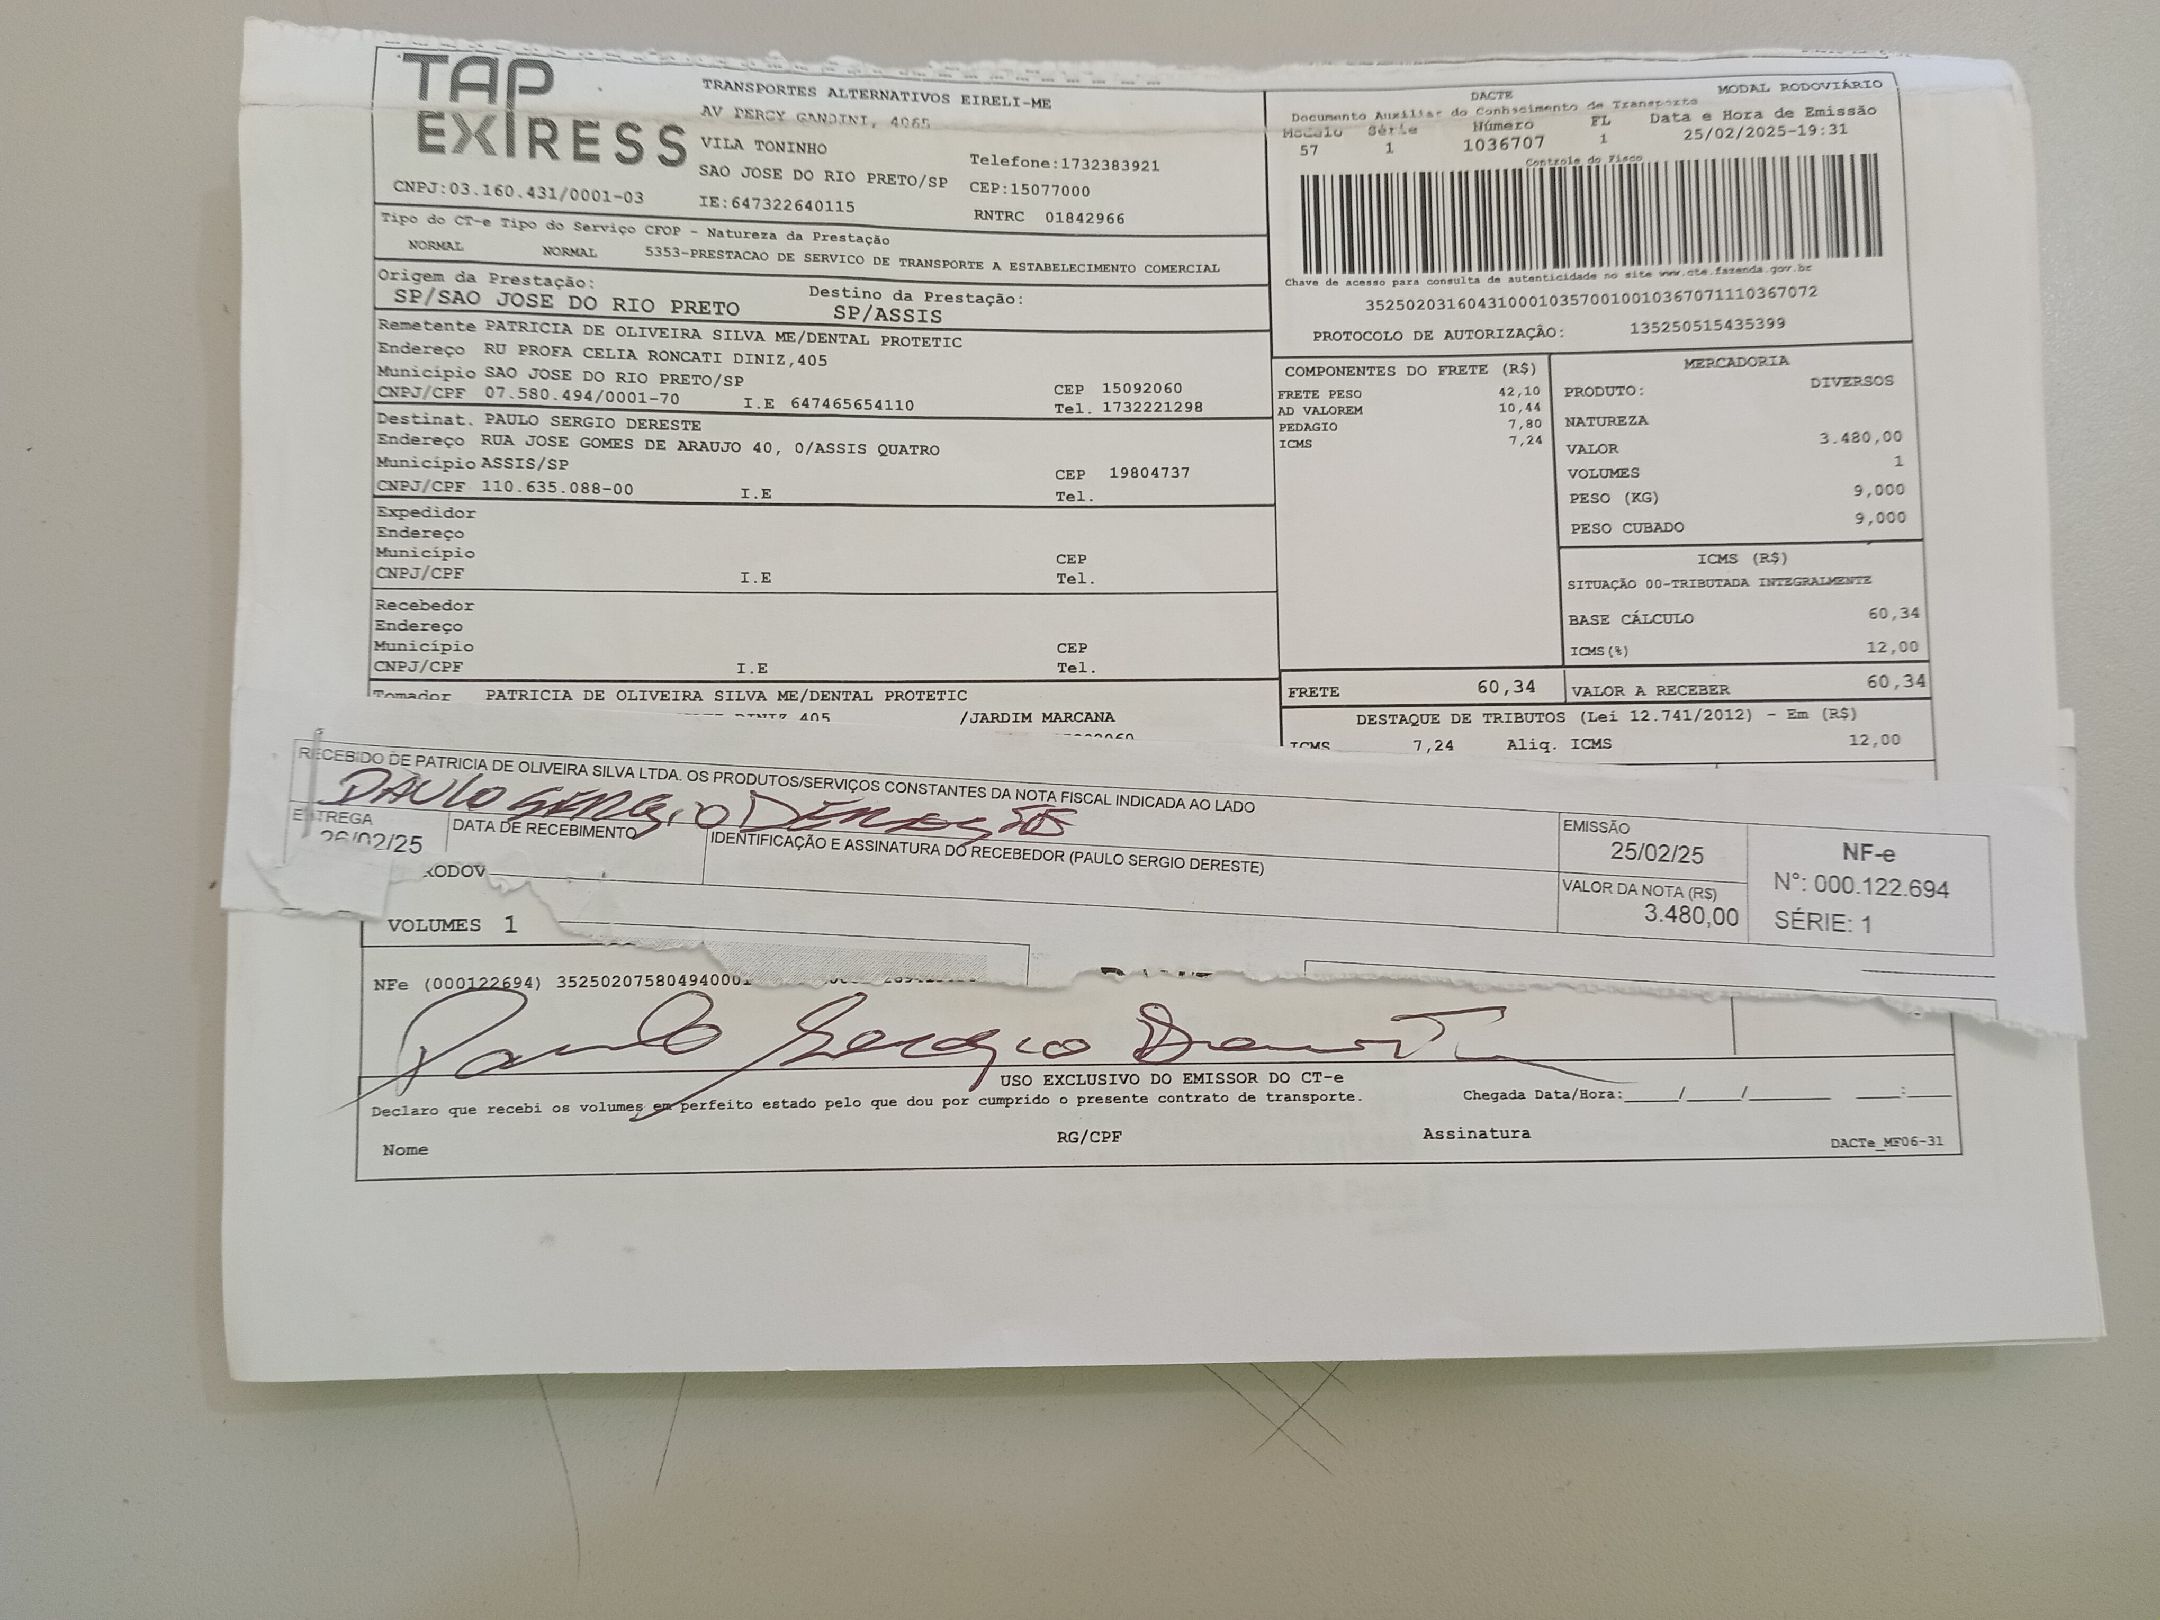 TAP
EXPRESS
CNPJ:03.160.431/0001-03
TRANSPORTES ALTERNATIVOS EIRELI-ME
AV PERCY GANDINI, 4065
VILA TONINHO
SAO JOSE DO RIO PRETO/SP
IE:647322640115
Telefone:1732383921
CEP:15077000
RNTRC 01842966
DACTE
MODAL RODOVIÁRIO
Documento Auxiliar do Conhecimento de Transporte
Modelo Série Número FL Data e Hora de Emissão
57 1 1036707 1 25/02/2025-19:31
Controle do Fisco
Chave de acesso para consulta de autenticidade no site www.cte.fazenda.gov.br
35250203160431000103570010010367071110367072
PROTOCOLO DE AUTORIZAÇÃO: 135250515435399
Tipo do CT-e Tipo do Serviço CFOP - Natureza da Prestação
NORMAL NORMAL 5353-PRESTACAO DE SERVICO DE TRANSPORTE A ESTABELECIMENTO COMERCIAL
Origem da Prestação: Destino da Prestação:
SP/SAO JOSE DO RIO PRETO SP/ASSIS
Remetente PATRICIA DE OLIVEIRA SILVA ME/DENTAL PROTETIC
Endereço RU PROFA CELIA RONCATI DINIZ,405
Município SAO JOSE DO RIO PRETO/SP CEP 15092060
CNPJ/CPF 07.580.494/0001-70 I.E 647465654110 Tel. 1732221298
Destinat. PAULO SERGIO DERESTE
Endereço RUA JOSE GOMES DE ARAUJO 40, 0/ASSIS QUATRO
Município ASSIS/SP CEP 19804737
CNPJ/CPF 110.635.088-00 I.E Tel.
Expedidor
Endereço
Município CEP
CNPJ/CPF I.E Tel.
Recebedor
Endereço
Município CEP
CNPJ/CPF I.E Tel.
Tomador PATRICIA DE OLIVEIRA SILVA ME/DENTAL PROTETIC
DINIZ 405 /JARDIM MARCANA
COMPONENTES DO FRETE (R$)
FRETE PESO 42,10
AD VALOREM 10,44
PEDAGIO 7,80
ICMS 7,24
MERCADORIA
PRODUTO: DIVERSOS
NATUREZA
VALOR 3.480,00
VOLUMES 1
PESO (KG) 9,000
PESO CUBADO 9,000
ICMS (R$)
SITUAÇÃO 00-TRIBUTADA INTEGRALMENTE
BASE CÁLCULO 60,34
ICMS(%) 12,00
FRETE 60,34 VALOR A RECEBER 60,34
DESTAQUE DE TRIBUTOS (Lei 12.741/2012) - Em (R$)
ICMS 7,24 Aliq. ICMS 12,00
RECEBIDO DE PATRICIA DE OLIVEIRA SILVA LTDA. OS PRODUTOS/SERVIÇOS CONSTANTES DA NOTA FISCAL INDICADA AO LADO
PAULO SERGIO DERESTE
ENTREGA DATA DE RECEBIMENTO IDENTIFICAÇÃO E ASSINATURA DO RECEBEDOR (PAULO SERGIO DERESTE)
26/02/25
EMISSÃO
25/02/25
VALOR DA NOTA (R$)
3.480,00
NF-e
N°: 000.122.694
SÉRIE: 1
RODOV
VOLUMES 1
NFe (000122694) 3525020758049400
Paulo Sergio
USO EXCLUSIVO DO EMISSOR DO CT-e
Declaro que recebi os volumes em perfeito estado pelo que dou por cumprido o presente contrato de transporte. Chegada Data/Hora:____/____/______ ____:____
Nome RG/CPF Assinatura
DACTe_MF06-31